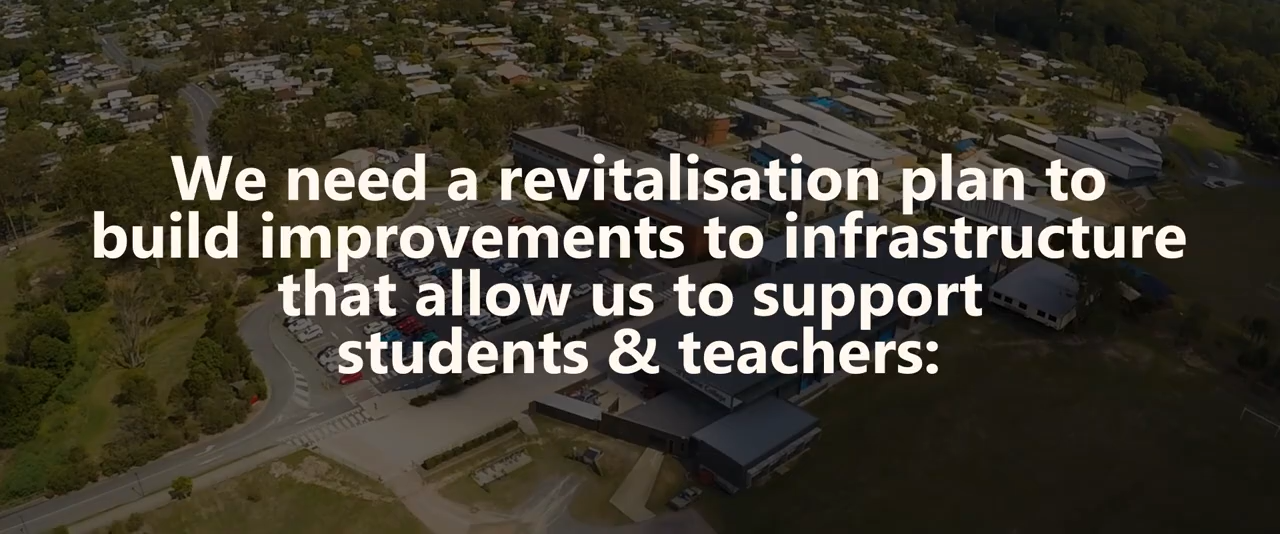 We need a revitalisation plan to
build improvements to infrastructure
that allow us to support
students & teachers: